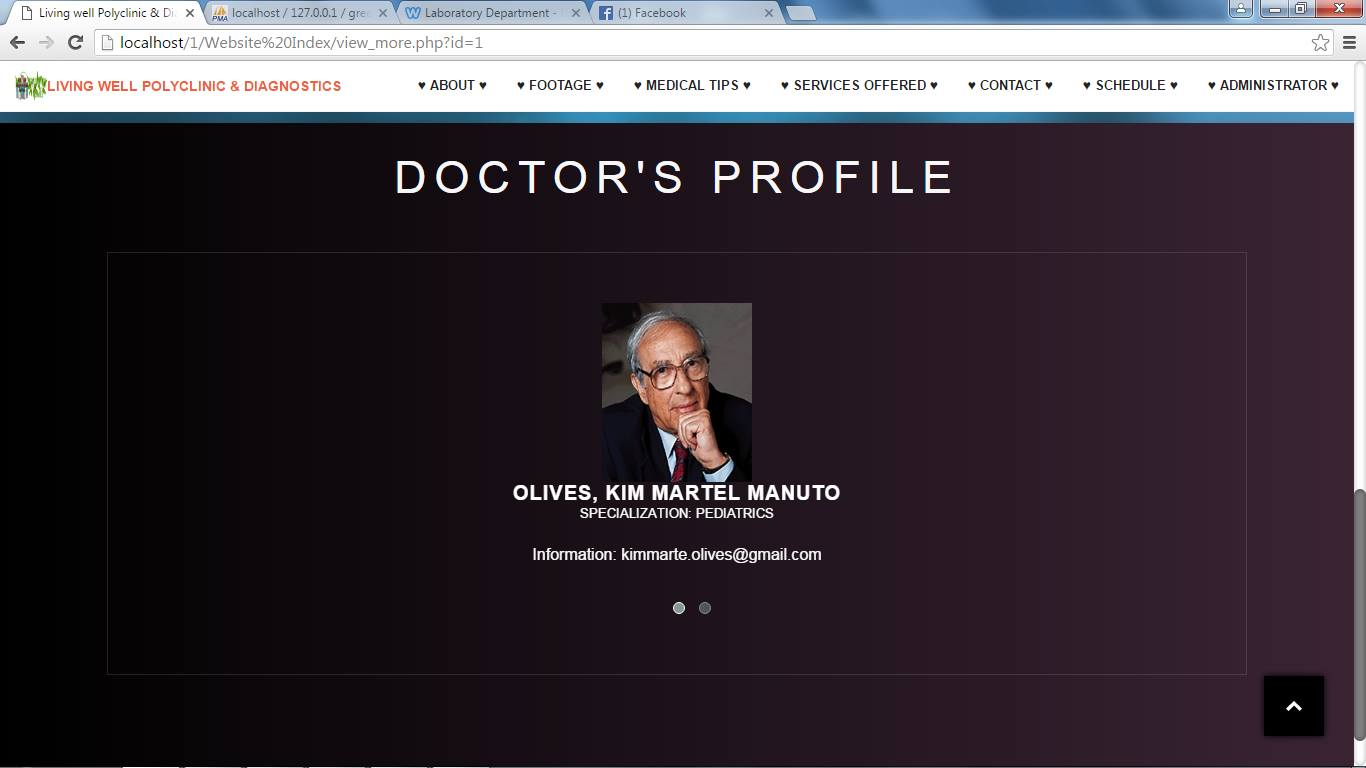 Living well Polyclinic & Di
localhost / 127.0.0.1 / gre
Laboratory Department -
(1) Facebook
localhost/1/Website%20Index/view_more.php?id=1
LIVING WELL POLYCLINIC & DIAGNOSTICS
♥ ABOUT ♥
♥ FOOTAGE ♥
♥ MEDICAL TIPS ♥
♥ SERVICES OFFERED ♥
♥ CONTACT ♥
♥ SCHEDULE ♥
♥ ADMINISTRATOR ♥
DOCTOR'S PROFILE
OLIVES, KIM MARTEL MANUTO
SPECIALIZATION: PEDIATRICS
Information: kimmarte.olives@gmail.com